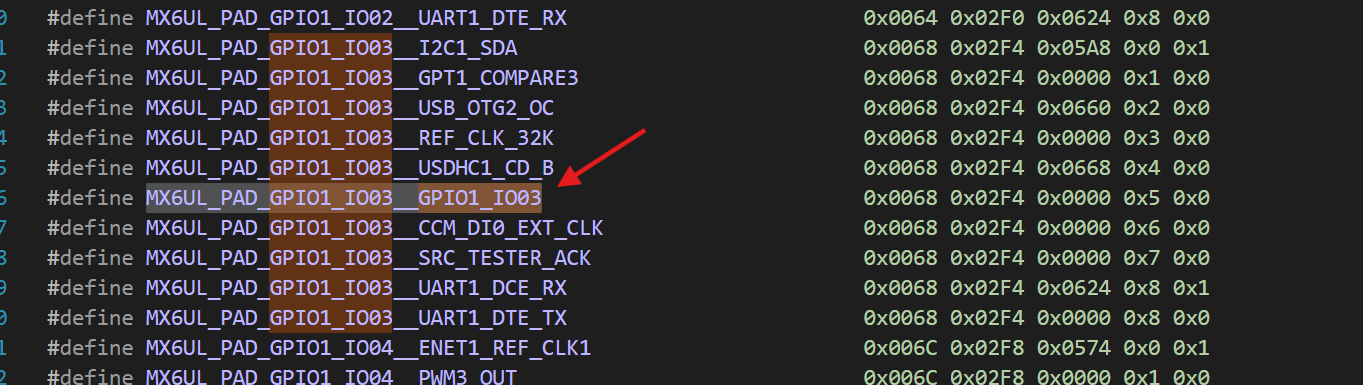 0 #define MX6UL_PAD_GPIO1_IO02__UART1_DTE_RX 0x0064 0x02F0 0x0624 0x8 0x0
1 #define MX6UL_PAD_GPIO1_IO03__I2C1_SDA 0x0068 0x02F4 0x05A8 0x0 0x1
2 #define MX6UL_PAD_GPIO1_IO03__GPT1_COMPARE3 0x0068 0x02F4 0x0000 0x1 0x0
3 #define MX6UL_PAD_GPIO1_IO03__USB_OTG2_OC 0x0068 0x02F4 0x0660 0x2 0x0
4 #define MX6UL_PAD_GPIO1_IO03__REF_CLK_32K 0x0068 0x02F4 0x0000 0x3 0x0
5 #define MX6UL_PAD_GPIO1_IO03__USDHC1_CD_B 0x0068 0x02F4 0x0668 0x4 0x0
6 #define MX6UL_PAD_GPIO1_IO03__GPIO1_IO03 0x0068 0x02F4 0x0000 0x5 0x0
7 #define MX6UL_PAD_GPIO1_IO03__CCM_DI0_EXT_CLK 0x0068 0x02F4 0x0000 0x6 0x0
8 #define MX6UL_PAD_GPIO1_IO03__SRC_TESTER_ACK 0x0068 0x02F4 0x0000 0x7 0x0
9 #define MX6UL_PAD_GPIO1_IO03__UART1_DCE_RX 0x0068 0x02F4 0x0624 0x8 0x1
0 #define MX6UL_PAD_GPIO1_IO03__UART1_DTE_TX 0x0068 0x02F4 0x0000 0x8 0x0
1 #define MX6UL_PAD_GPIO1_IO04__ENET1_REF_CLK1 0x006C 0x02F8 0x0574 0x0 0x1
2 #define MX6UL_PAD_GPIO1_IO04__PWM3_OUT 0x006C 0x02F8 0x0000 0x1 0x0